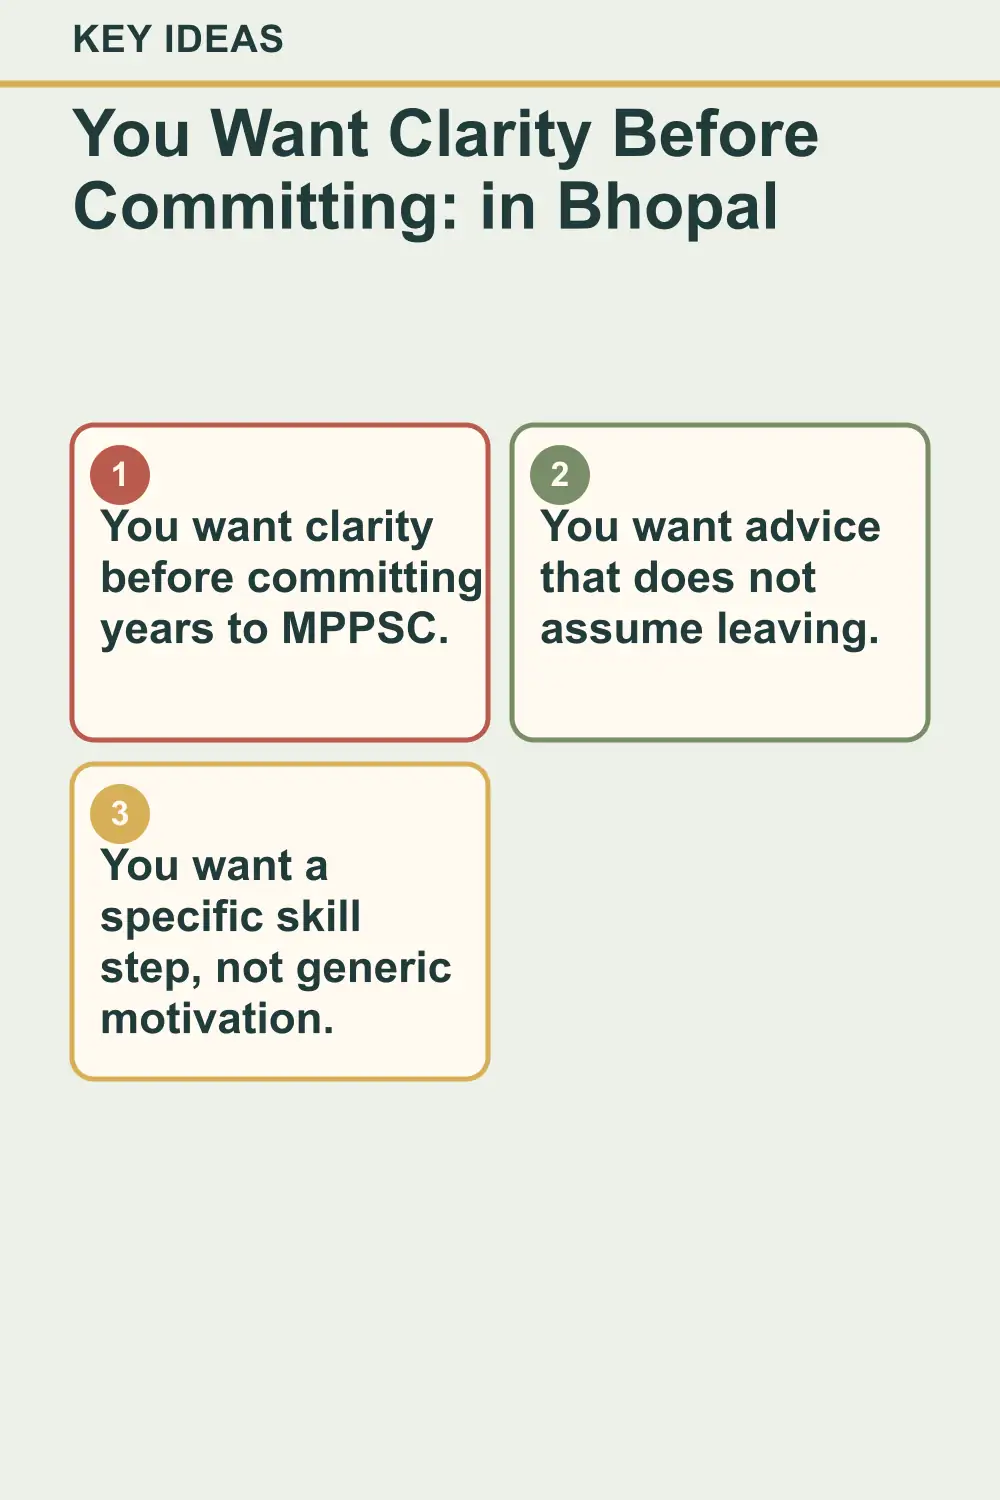 KEY IDEAS
You Want Clarity Before
Committing: in Bhopal
1
You want clarity
before committing
years to MPPSC.
2
You want advice
that does not
assume leaving.
3
You want a
specific skill
step, not generic
motivation.